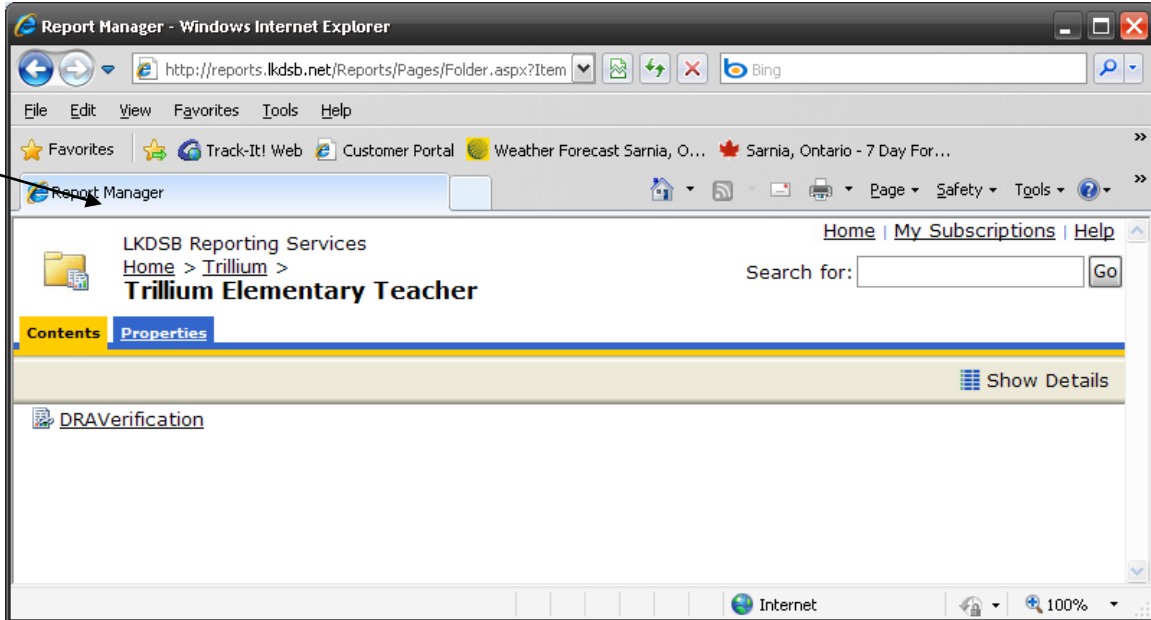 Report Manager - Windows Internet Explorer
http://reports.lkdsb.net/Reports/Pages/Folder.aspx?Item
Bing
File Edit View Favorites Tools Help
Favorites Track-It! Web Customer Portal Weather Forecast Sarnia, O... Sarnia, Ontario - 7 Day For... »
Report Manager Page Safety Tools »
Home | My Subscriptions | Help
LKDSB Reporting Services
Home > Trillium >
Search for: Go
Trillium Elementary Teacher
Contents Properties
Show Details
DRAVerification
Internet 100%